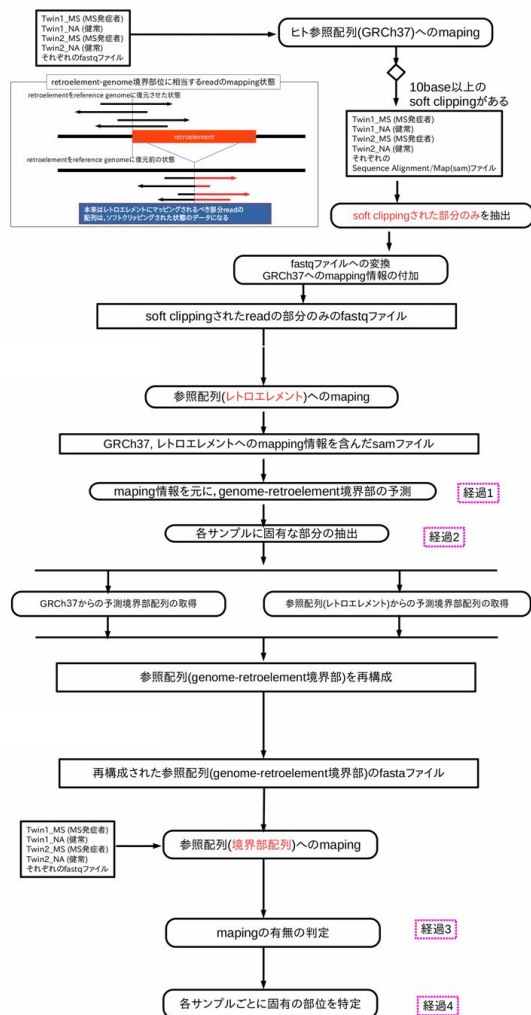 Twin1_MS (MS発症者)
Twin1_NA (健常)
Twin2_MS (MS発症者)
Twin2_NA (健常)
それぞれのfastqファイル
ヒト参照配列(GRCh37)へのmaping
retroelement-genome境界部位に相当するreadのmapping状態
retroelementをreference genomeに復元させた状態
retroelement
retroelementをreference genomeに復元前の状態
本来はレトロエレメントにマッピングされるべき部分readの
配列は、ソフトクリッピングされた状態のデータになる
10base以上の
soft clippingがある
Twin1_MS (MS発症者)
Twin1_NA (健常)
Twin2_MS (MS発症者)
Twin2_NA (健常)
それぞれの
Sequence Alignment/Map(sam)ファイル
soft clippingされた部分のみを抽出
fastqファイルへの変換
GRCh37へのmapping情報の付加
soft clippingされたreadの部分のみのfastqファイル
参照配列(レトロエレメント)へのmaping
GRCh37, レトロエレメントへのmapping情報を含んだsamファイル
maping情報を元に, genome-retroelement境界部の予測
経過1
各サンプルに固有な部分の抽出
経過2
GRCh37からの予測境界部配列の取得
参照配列(レトロエレメント)からの予測境界部配列の取得
参照配列(genome-retroelement境界部)を再構成
再構成された参照配列(genome-retroelement境界部)のfastaファイル
Twin1_MS (MS発症者)
Twin1_NA (健常)
Twin2_MS (MS発症者)
Twin2_NA (健常)
それぞれのfastqファイル
参照配列(境界部配列)へのmaping
mapingの有無の判定
経過3
各サンプルごとに固有の部位を特定
経過4